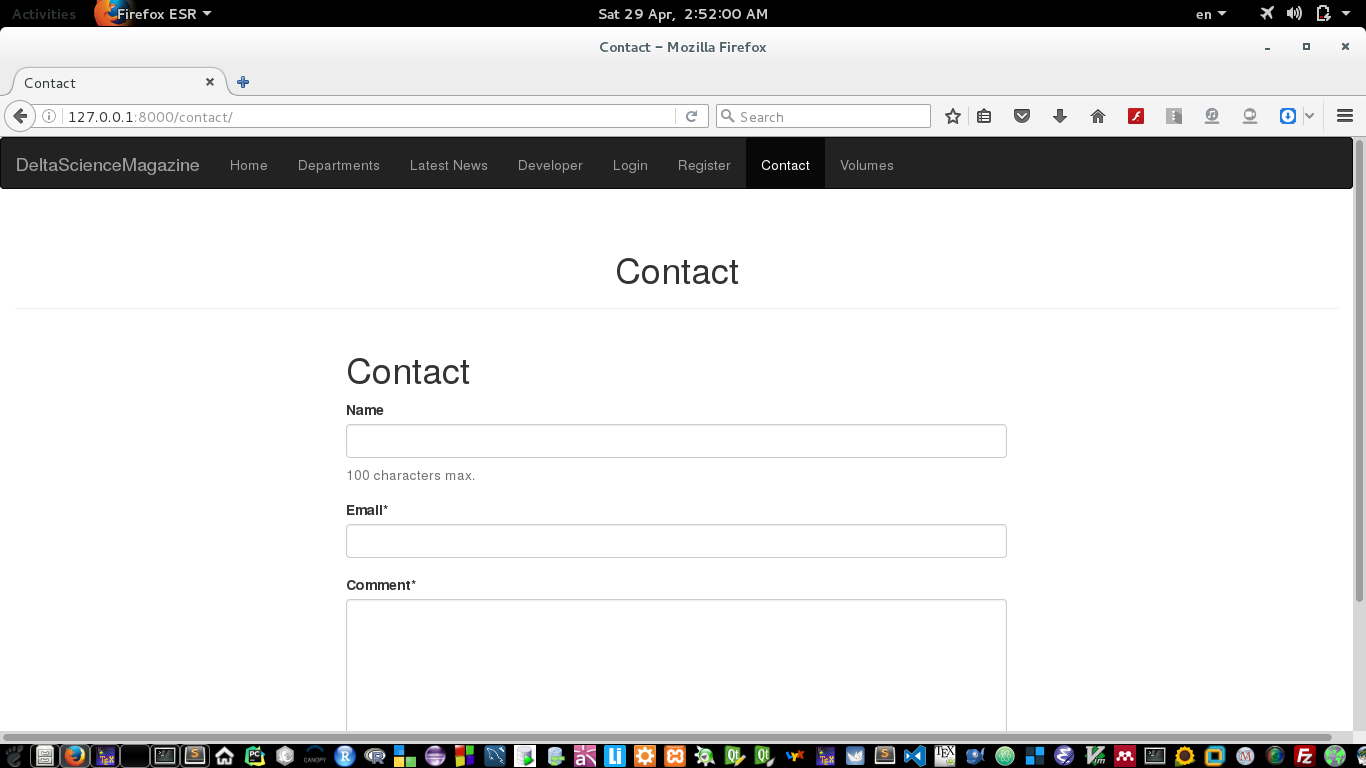 Activities Firefox ESR Sat 29 Apr, 2:52:00 AM en
Contact – Mozilla Firefox
Contact
127.0.0.1:8000/contact/ Search
DeltaScienceMagazine Home Departments Latest News Developer Login Register Contact Volumes
Contact
Contact
Name
100 characters max.
Email*
Comment*